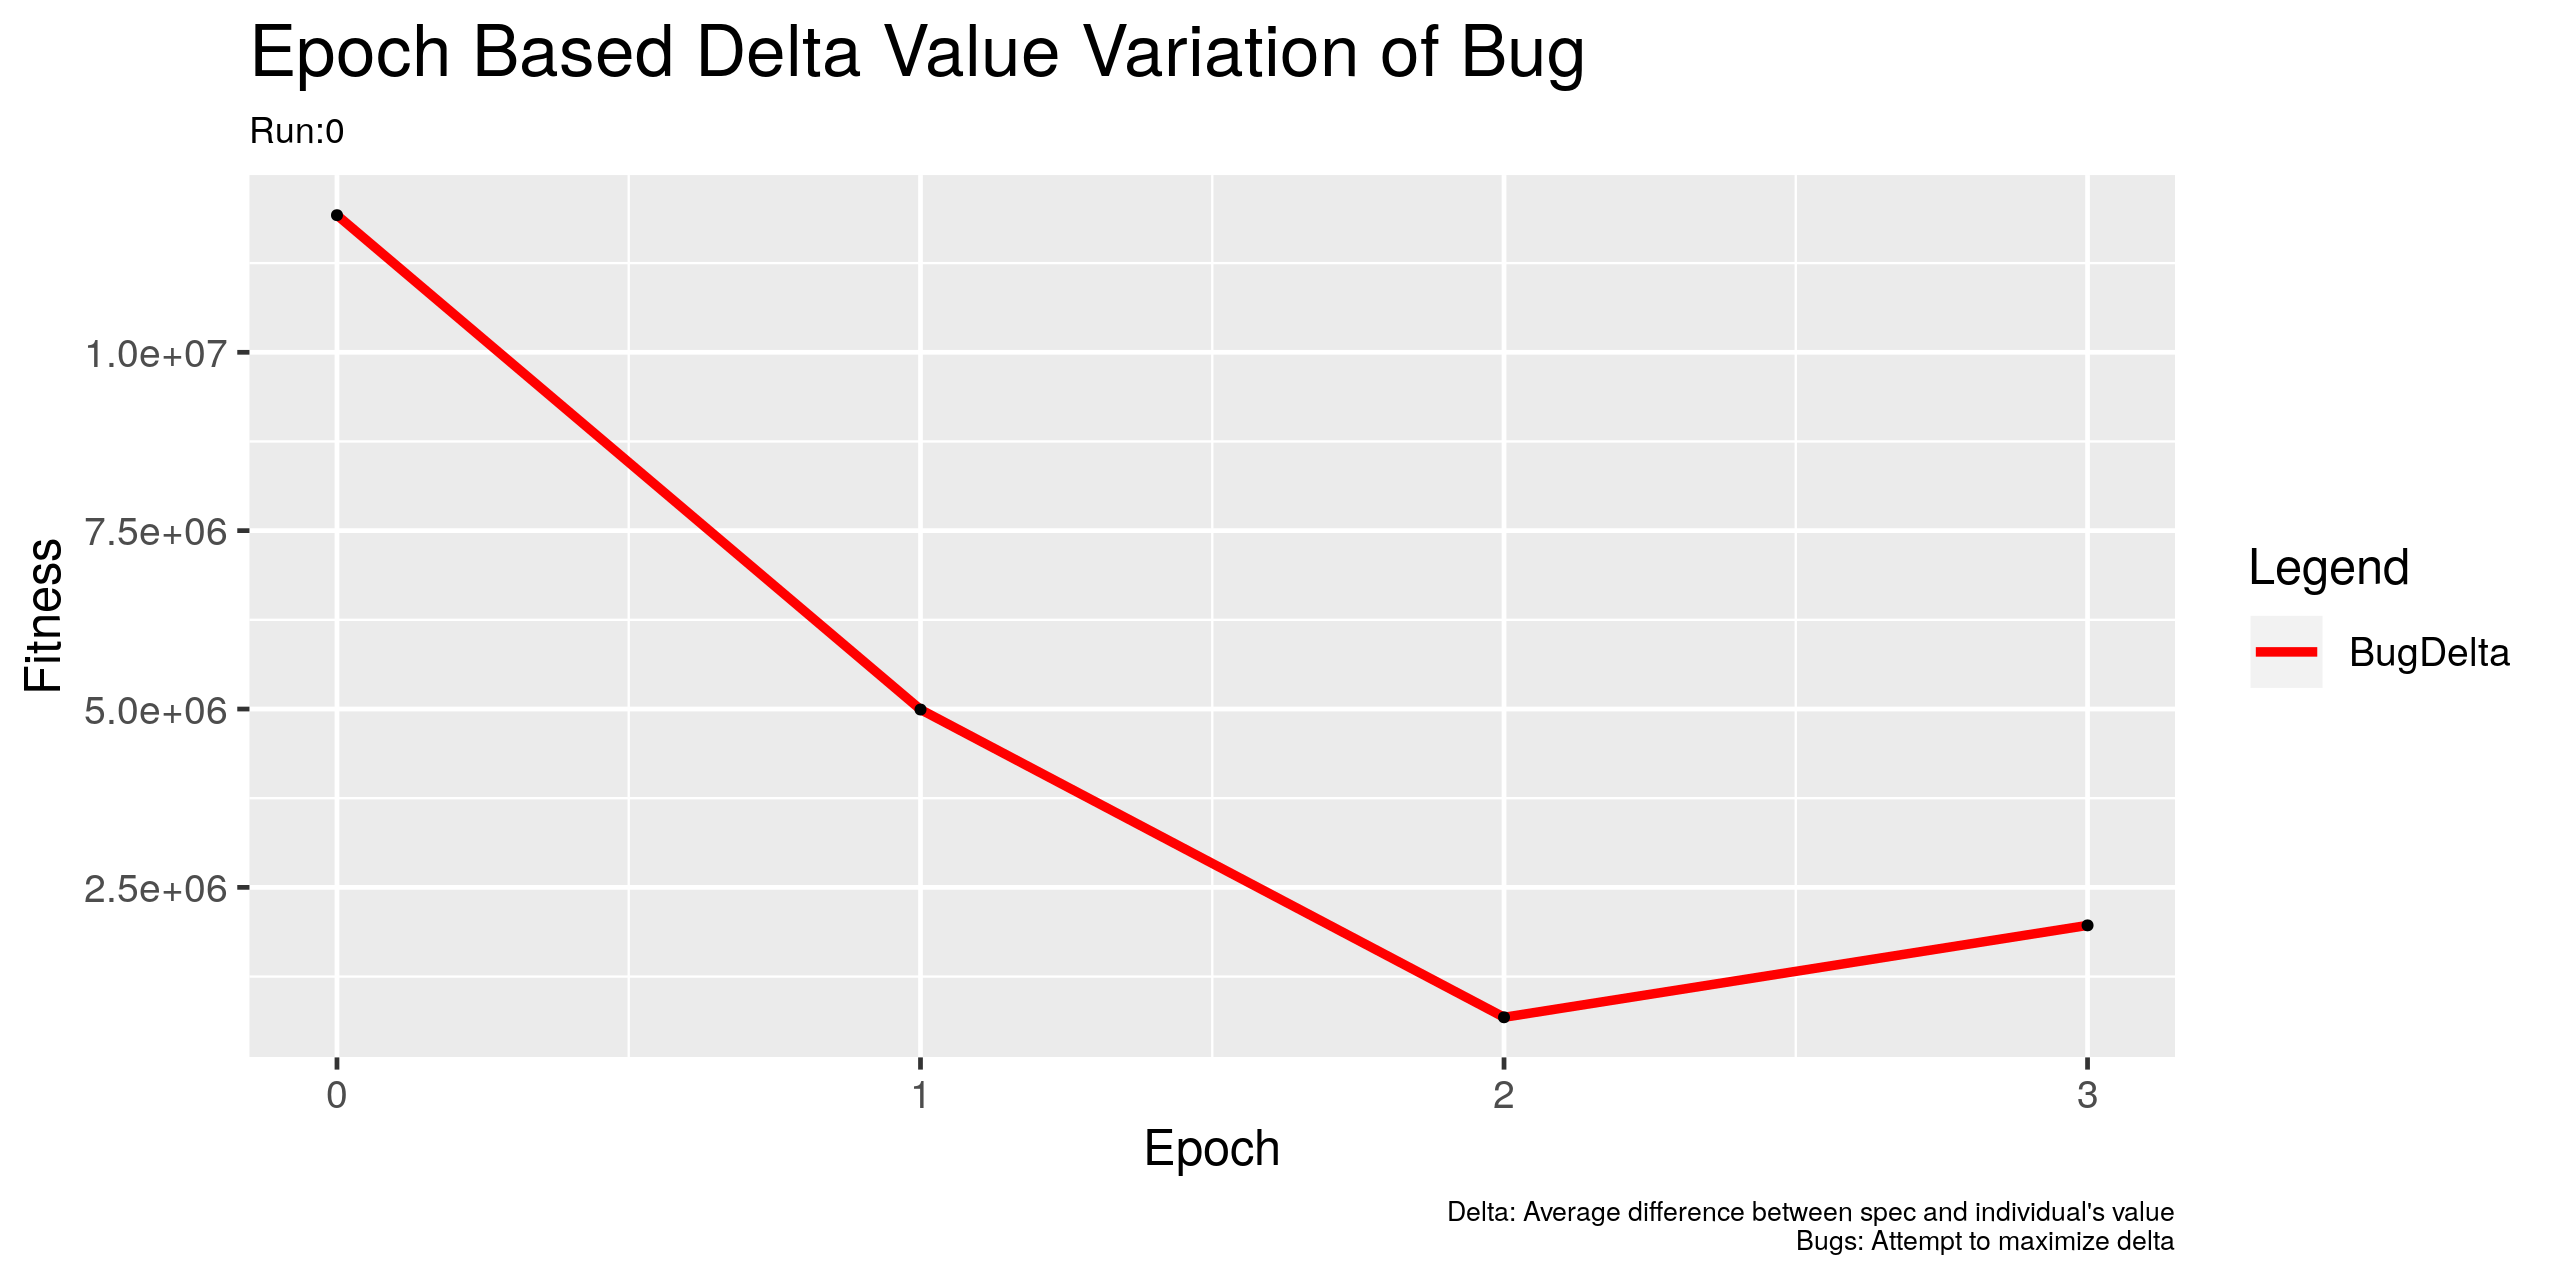 Epoch Based Delta Value Variation of Bug
Run:0
Fitness
1.0e+07
7.5e+06
5.0e+06
2.5e+06
0 1 2 3
Epoch
Legend
BugDelta
Delta: Average difference between spec and individual's value
Bugs: Attempt to maximize delta